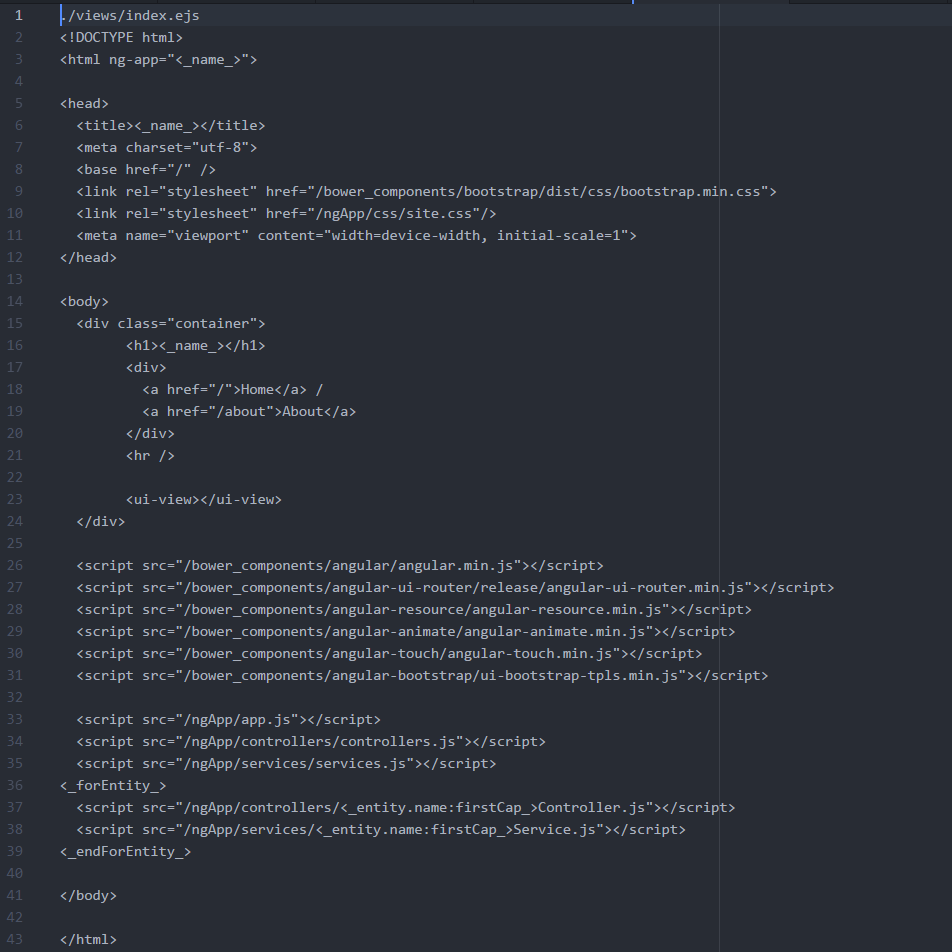 1 ./views/index.ejs
2 <!DOCTYPE html>
3 <html ng-app="<_name_>">
4
5 <head>
6   <title><_name_></title>
7   <meta charset="utf-8">
8   <base href="/" />
9   <link rel="stylesheet" href="/bower_components/bootstrap/dist/css/bootstrap.min.css">
10   <link rel="stylesheet" href="/ngApp/css/site.css"/>
11   <meta name="viewport" content="width=device-width, initial-scale=1">
12 </head>
13
14 <body>
15   <div class="container">
16         <h1><_name_></h1>
17         <div>
18           <a href="/">Home</a> /
19           <a href="/about">About</a>
20         </div>
21         <hr />
22
23         <ui-view></ui-view>
24   </div>
25
26   <script src="/bower_components/angular/angular.min.js"></script>
27   <script src="/bower_components/angular-ui-router/release/angular-ui-router.min.js"></script>
28   <script src="/bower_components/angular-resource/angular-resource.min.js"></script>
29   <script src="/bower_components/angular-animate/angular-animate.min.js"></script>
30   <script src="/bower_components/angular-touch/angular-touch.min.js"></script>
31   <script src="/bower_components/angular-bootstrap/ui-bootstrap-tpls.min.js"></script>
32
33   <script src="/ngApp/app.js"></script>
34   <script src="/ngApp/controllers/controllers.js"></script>
35   <script src="/ngApp/services/services.js"></script>
36 <_forEntity_>
37   <script src="/ngApp/controllers/<_entity.name:firstCap_>Controller.js"></script>
38   <script src="/ngApp/services/<_entity.name:firstCap_>Service.js"></script>
39 <_endForEntity_>
40
41 </body>
42
43 </html>